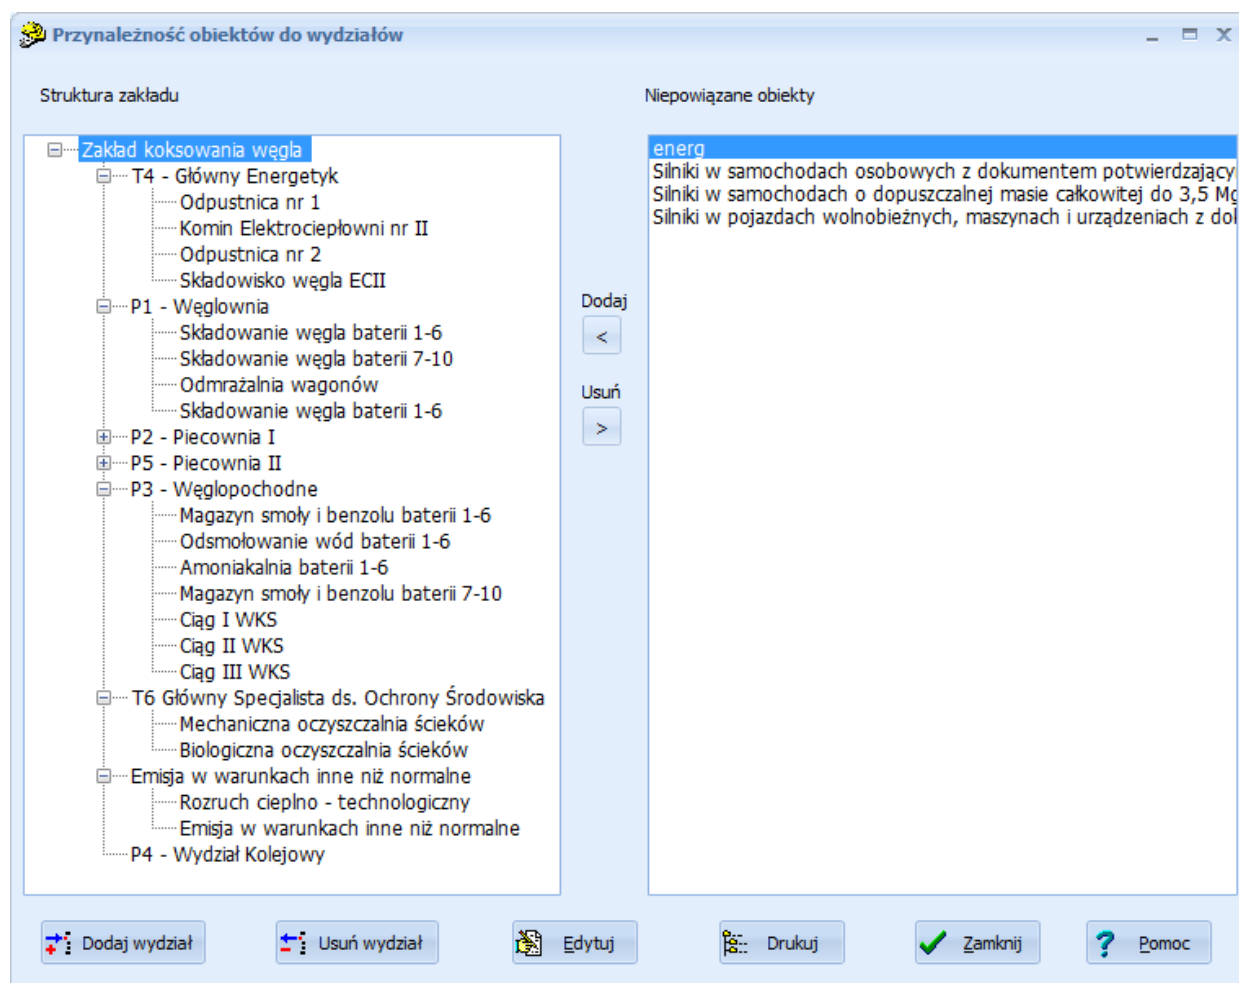 Przynależność obiektów do wydziałów
Struktura zakładu
Niepowiązane obiekty
Zakład koksowania węgla
T4 - Główny Energetyk
Odpustnica nr 1
Komin Elektrociepłowni nr II
Odpustnica nr 2
Składowisko węgla ECII
P1 - Węglownia
Składowanie węgla baterii 1-6
Składowanie węgla baterii 7-10
Odmrażalnia wagonów
Składowanie węgla baterii 1-6
P2 - Piecownia I
P5 - Piecownia II
P3 - Węglopochodne
Magazyn smoły i benzolu baterii 1-6
Odsmołowanie wód baterii 1-6
Amoniakalnia baterii 1-6
Magazyn smoły i benzolu baterii 7-10
Ciąg I WKS
Ciąg II WKS
Ciąg III WKS
T6 Główny Specjalista ds. Ochrony Środowiska
Mechaniczna oczyszczalnia ścieków
Biologiczna oczyszczalnia ścieków
Emisja w warunkach inne niż normalne
Rozruch cieplno - technologiczny
Emisja w warunkach inne niż normalne
P4 - Wydział Kolejowy
Dodaj
<
Usuń
>
energ
Silniki w samochodach osobowych z dokumentem potwierdzający
Silniki w samochodach o dopuszczalnej masie całkowitej do 3,5 Mg
Silniki w pojazdach wolnobieżnych, maszynach i urządzeniach z dok
Dodaj wydział
Usuń wydział
Edytuj
Drukuj
Zamknij
Pomoc